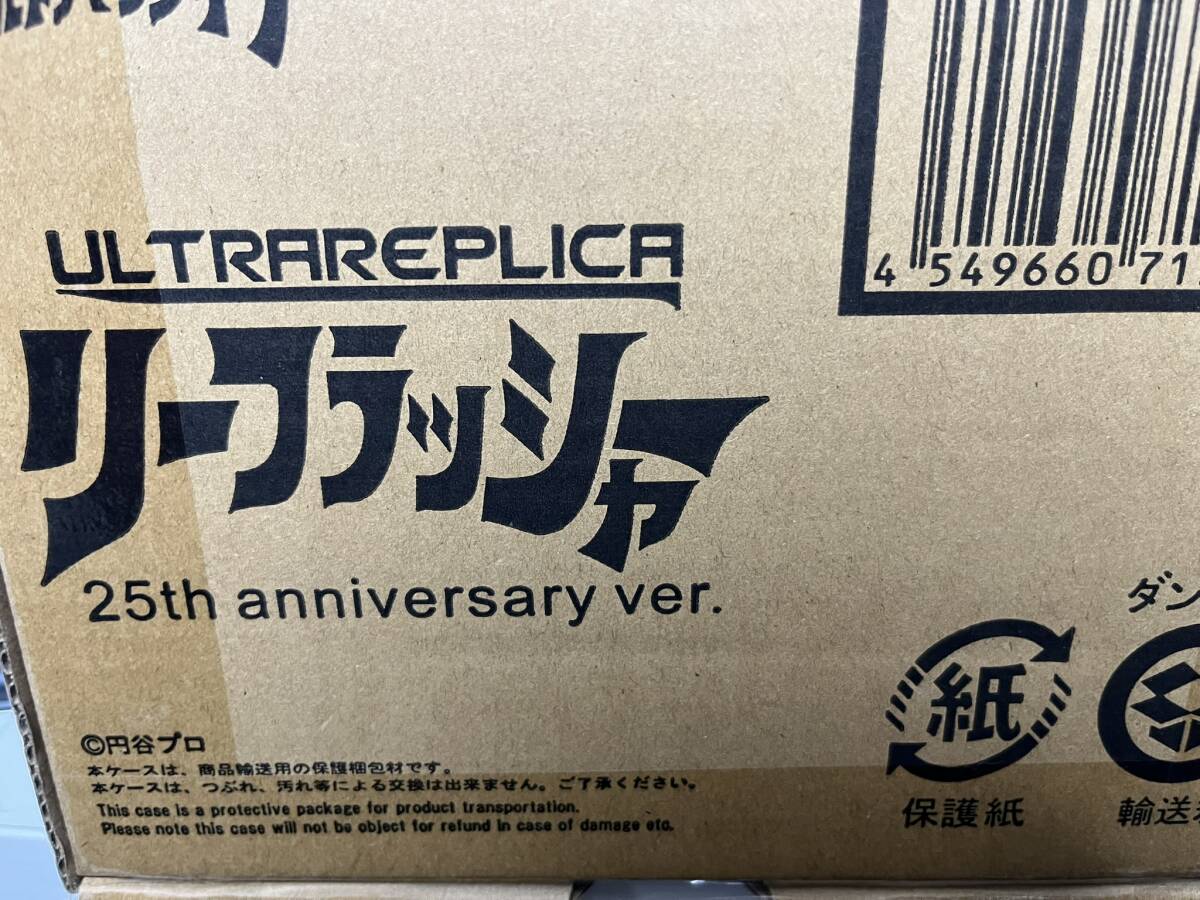 ULTRAREPLICA
リーフラッシャー
25th anniversary ver.
4 549660 71
©円谷プロ
本ケースは、商品輸送用の保護梱包材です。
本ケースは、つぶれ、汚れ等による交換は出来ません。ご了承ください。
This case is a protective package for product transportation.
Please note this case will not be object for refund in case of damage etc.
紙
保護紙
ダン
輸送